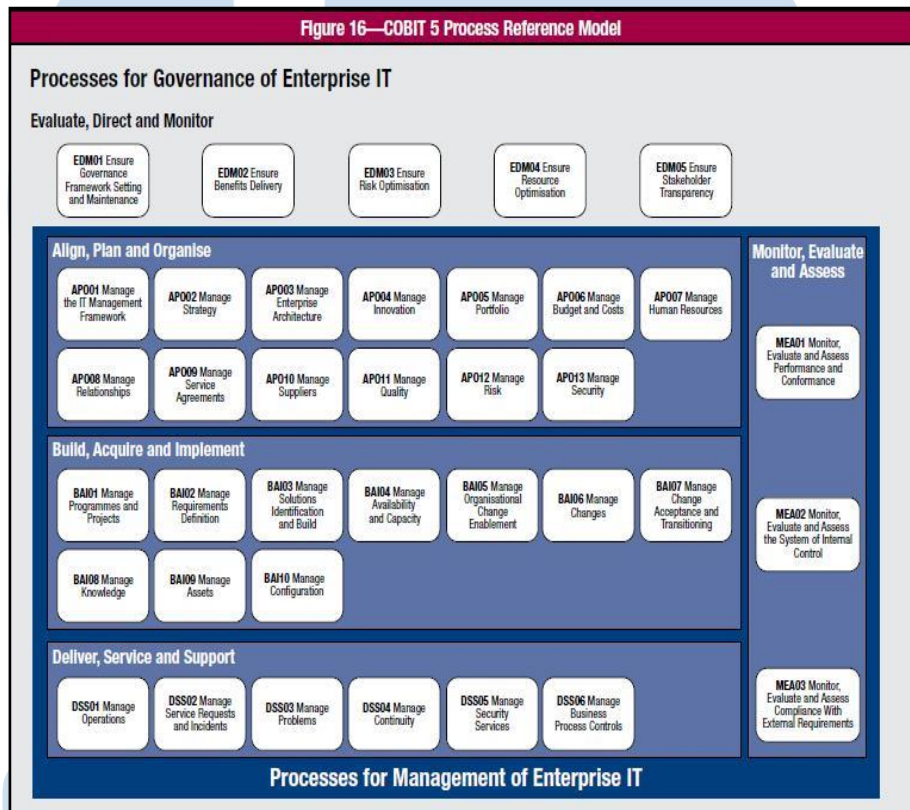 Figure 16—COBIT 5 Process Reference Model
Processes for Governance of Enterprise IT
Evaluate, Direct and Monitor
EDM01 Ensure
Governance
Framework Setting
and Maintenance
EDM02 Ensure
Benefits Delivery
EDM03 Ensure
Risk Optimisation
EDM04 Ensure
Resource
Optimisation
EDM05 Ensure
Stakeholder
Transparency
Align, Plan and Organise
APO01 Manage
the IT Management
Framework
APO02 Manage
Strategy
APO03 Manage
Enterprise
Architecture
APO04 Manage
Innovation
APO05 Manage
Portfolio
APO06 Manage
Budget and Costs
APO07 Manage
Human Resources
APO08 Manage
Relationships
APO09 Manage
Service
Agreements
APO10 Manage
Suppliers
APO11 Manage
Quality
APO12 Manage
Risk
APO13 Manage
Security
Build, Acquire and Implement
BAI01 Manage
Programmes and
Projects
BAI02 Manage
Requirements
Definition
BAI03 Manage
Solutions
Identification
and Build
BAI04 Manage
Availability
and Capacity
BAI05 Manage
Organisational
Change
Enablement
BAI06 Manage
Changes
BAI07 Manage
Change
Acceptance and
Transitioning
BAI08 Manage
Knowledge
BAI09 Manage
Assets
BAI10 Manage
Configuration
Deliver, Service and Support
DSS01 Manage
Operations
DSS02 Manage
Service Requests
and Incidents
DSS03 Manage
Problems
DSS04 Manage
Continuity
DSS05 Manage
Security
Services
DSS06 Manage
Business
Process Controls
Monitor, Evaluate
and Assess
MEA01 Monitor,
Evaluate and Assess
Performance and
Conformance
MEA02 Monitor,
Evaluate and Assess
the System of Internal
Control
MEA03 Monitor,
Evaluate and Assess
Compliance With
External Requirements
Processes for Management of Enterprise IT